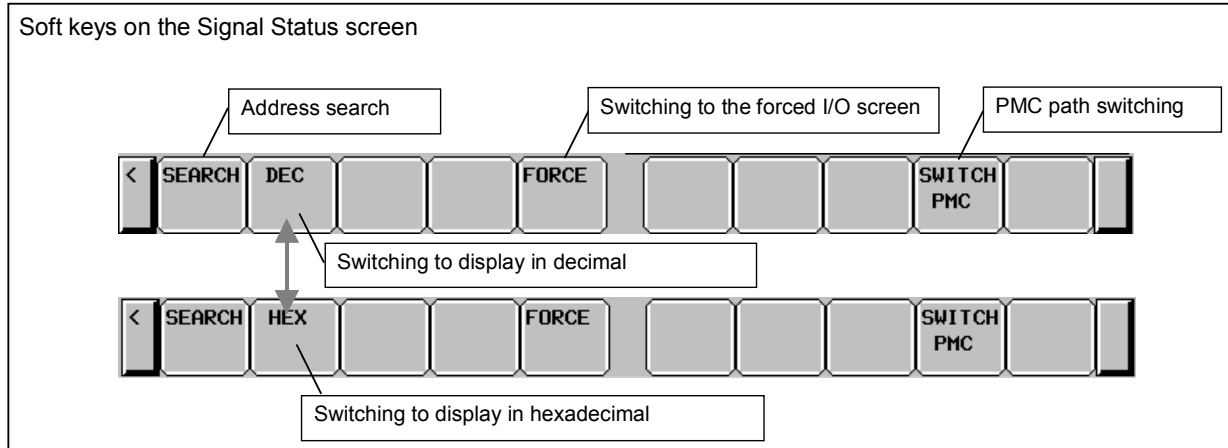 Soft keys on the Signal Status screen
Address search
Switching to the forced I/O screen
PMC path switching
< SEARCH DEC FORCE SWITCH PMC
Switching to display in decimal
< SEARCH HEX FORCE SWITCH PMC
Switching to display in hexadecimal